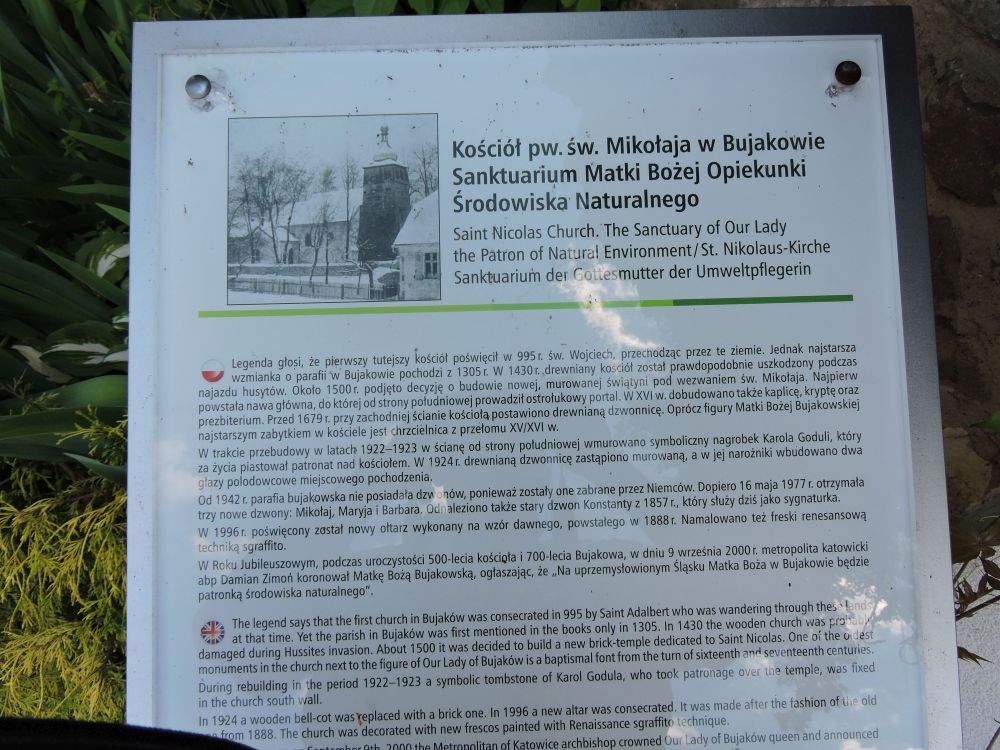 Kościół pw. św. Mikołaja w Bujakowie
Sanktuarium Matki Bożej Opiekunki
Środowiska Naturalnego
Saint Nicolas Church. The Sanctuary of Our Lady
the Patron of Natural Environment/St. Nikolaus-Kirche
Sanktuarium der Gottesmutter der Umweltpflegerin
Legenda głosi, że pierwszy tutejszy kościół poświęcił w 995 r. św. Wojciech, przechodząc przez te ziemie. Jednak najstarsza
wzmianka o parafii w Bujakowie pochodzi z 1305 r. W 1430 r. drewniany kościół został prawdopodobnie uszkodzony podczas
najazdu husytów. Około 1500 r. podjęto decyzję o budowie nowej, murowanej świątyni pod wezwaniem św. Mikołaja. Najpierw
powstała nawa główna, do której od strony południowej prowadził ostrołukowy portal. W XVI w. dobudowano także kaplicę, kryptę oraz
prezbiterium. Przed 1679 r. przy zachodniej ścianie kościoła postawiono drewnianą dzwonnicę. Oprócz figury Matki Bożej Bujakowskiej
najstarszym zabytkiem w kościele jest chrzcielnica z przełomu XV/XVI w.
W trakcie przebudowy w latach 1922–1923 w ścianę od strony południowej wmurowano symboliczny nagrobek Karola Goduli, który
za życia piastował patronat nad kościołem. W 1924 r. drewnianą dzwonnicę zastąpiono murowaną, a w jej narożniki wbudowano dwa
głazy polodowcowe miejscowego pochodzenia.
Od 1942 r. parafia bujakowska nie posiadała dzwonów, ponieważ zostały one zabrane przez Niemców. Dopiero 16 maja 1977 r. otrzymała
trzy nowe dzwony: Mikołaj, Maryja i Barbara. Odnaleziono także stary dzwon Konstanty z 1857 r., który służy dziś jako sygnaturka.
W 1996 r. poświęcony został nowy ołtarz wykonany na wzór dawnego, powstałego w 1888 r. Namalowano też freski renesansową
techniką sgraffito.
W Roku Jubileuszowym, podczas uroczystości 500-lecia kościoła i 700-lecia Bujakowa, w dniu 9 września 2000 r. metropolita katowicki
abp Damian Zimoń koronował Matkę Bożą Bujakowską, ogłaszając, że „Na uprzemysłowionym Śląsku Matka Boża w Bujakowie będzie
patronką środowiska naturalnego”.
The legend says that the first church in Bujaków was consecrated in 995 by Saint Adalbert who was wandering through these lands
at that time. Yet the parish in Bujaków was first mentioned in the books only in 1305. In 1430 the wooden church was probably
damaged during Hussites invasion. About 1500 it was decided to build a new brick-temple dedicated to Saint Nicolas. One of the oldest
monuments in the church next to the figure of Our Lady of Bujaków is a baptismal font from the turn of sixteenth and seventeenth centuries.
During rebuilding in the period 1922–1923 a symbolic tombstone of Karol Godula, who took patronage over the temple, was fixed
in the church south wall.
In 1924 a wooden bell-cot was replaced with a brick one. In 1996 a new altar was consecrated. It was made after the fashion of the old
from 1888. The church was decorated with new frescos painted with Renaissance sgraffito technique.
September 9th, 2000 the Metropolitan of Katowice archbishop crowned Our Lady of Bujaków queen and announced